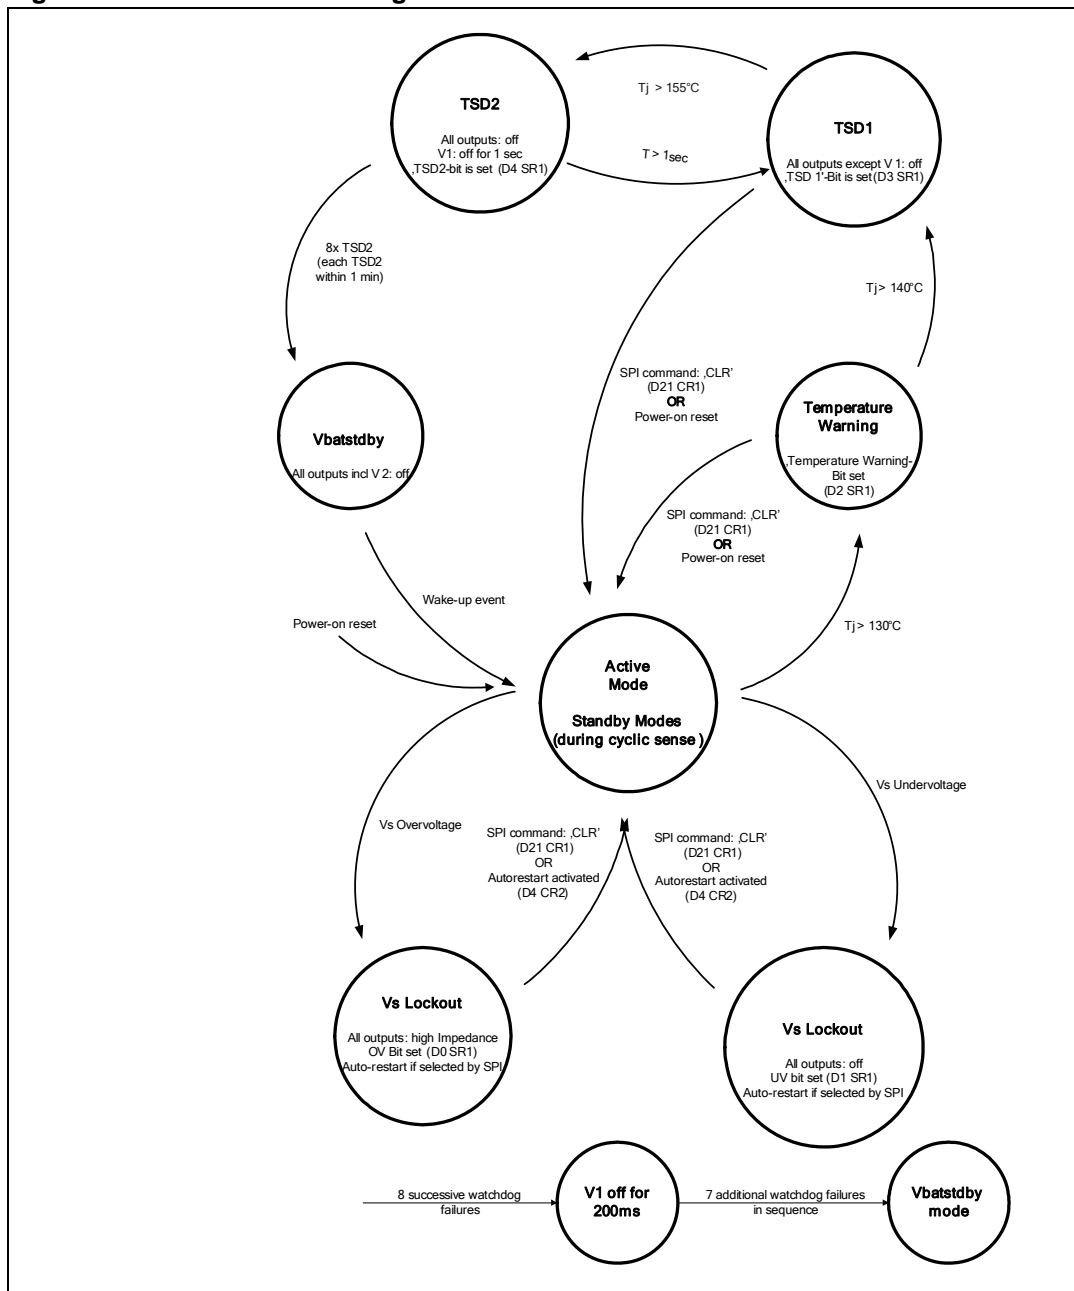 TSD2
All outputs: off
V1: off for 1 sec
‚TSD2-bit is set (D4 SR1)
Tj > 155°C
T > 1sec
TSD1
All outputs except V 1: off
‚TSD 1'-Bit is set(D3 SR1)
8x TSD2
(each TSD2
within 1 min)
Tj > 140°C
Vbatstdby
All outputs incl V 2: off
SPI command: ‚CLR’
(D21 CR1)
OR
Power-on reset
Temperature
Warning
‚Temperature Warning-
Bit set
(D2 SR1)
SPI command: ‚CLR’
(D21 CR1)
OR
Power-on reset
Wake-up event
Power-on reset
Tj > 130°C
Active
Mode
Standby Modes
(during cyclic sense )
Vs Overvoltage
Vs Undervoltage
SPI command: ‚CLR’
(D21 CR1)
OR
Autorestart activated
(D4 CR2)
SPI command: ‚CLR’
(D21 CR1)
OR
Autorestart activated
(D4 CR2)
Vs Lockout
All outputs: high Impedance
OV Bit set (D0 SR1)
Auto-restart if selected by SPI
Vs Lockout
All outputs: off
UV bit set (D1 SR1)
Auto-restart if selected by SPI
8 successive watchdog
failures
V1 off for
200ms
7 additional watchdog failures
in sequence
Vbatstdby
mode